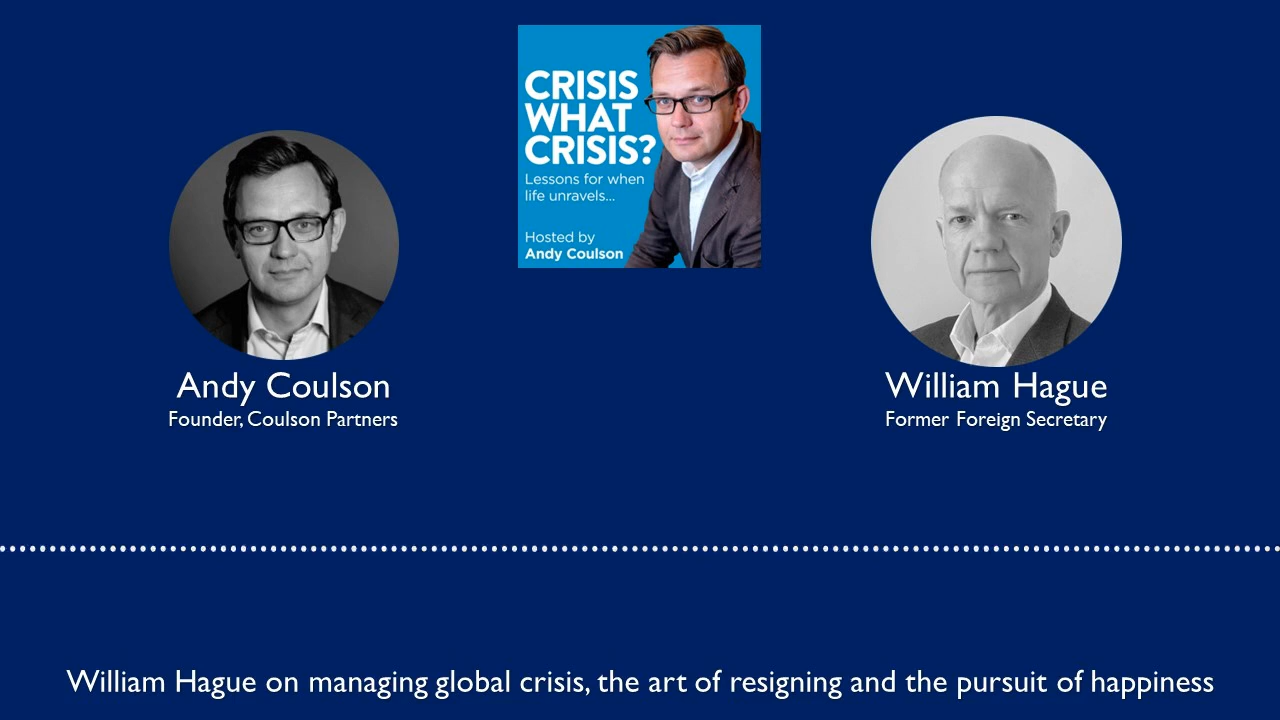 CRISIS
WHAT
CRISIS?
Lessons for when
life unravels...
Hosted by
Andy Coulson
Andy Coulson
Founder, Coulson Partners
William Hague
Former Foreign Secretary
William Hague on managing global crisis, the art of resigning and the pursuit of happiness